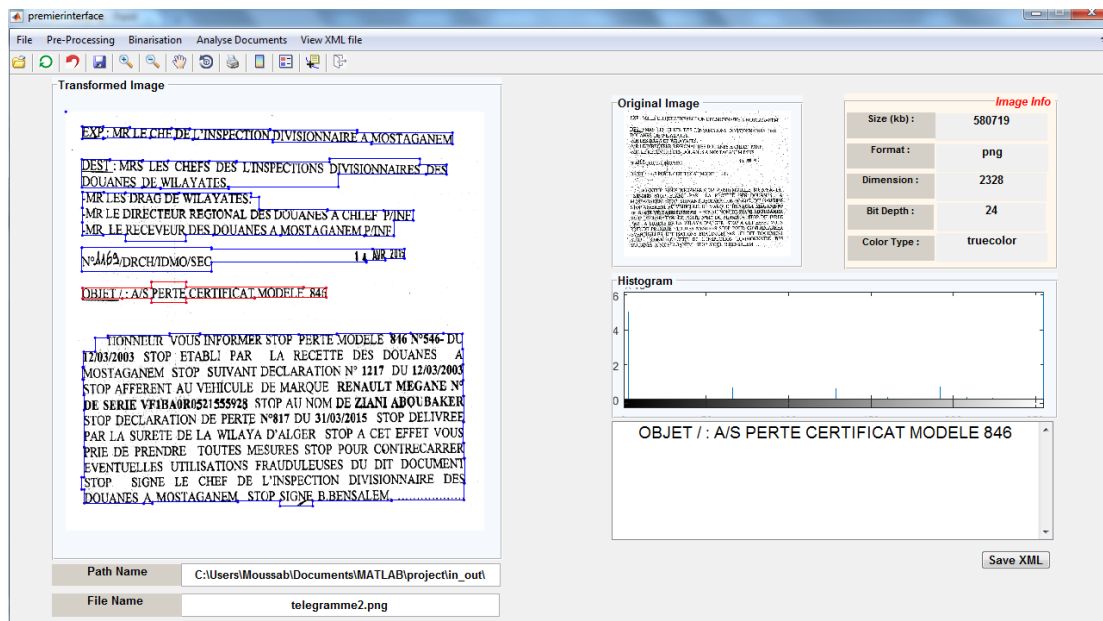 premierinterface
File Pre-Processing Binarisation Analyse Documents View XML file
Transformed Image
EXP : MR LE CHE DE L'INSPECTION DIVISIONNAIRE A MOSTAGANEM
DEST : MRS LES CHEFS DES L'INSPECTIONS DIVISIONNAIRES DES
DOUANES DE WILAYATES.
-MR LES DRAG DE WILAYATES.
-MR LE DIRECTEUR REGIONAL DES DOUANES A CHLEF P/INF
-MR LE RECEVEUR DES DOUANES A MOSTAGANEM P/INF
N°1169/DRCH/IDMO/SEC 14 AVR 2015
OBJET / : A/S PERTE CERTIFICAT MODELE 846
HONNEUR VOUS INFORMER STOP PERTE MODELE 846 N°546- DU
12/03/2003 STOP ETABLI PAR LA RECETTE DES DOUANES A
MOSTAGANEM STOP SUIVANT DECLARATION N° 1217 DU 12/03/2003
STOP AFFERENT AU VEHICULE DE MARQUE RENAULT MEGANE N°
DE SERIE VF1BA0R0521555928 STOP AU NOM DE ZIANI ABOUBAKER
STOP DECLARATION DE PERTE N°817 DU 31/03/2015 STOP DELIVREE
PAR LA SURETE DE LA WILAYA D'ALGER STOP A CET EFFET VOUS
PRIE DE PRENDRE TOUTES MESURES STOP POUR CONTRECARRER
EVENTUELLES UTILISATIONS FRAUDULEUSES DU DIT DOCUMENT
STOP SIGNE LE CHEF DE L'INSPECTION DIVISIONNAIRE DES
DOUANES A MOSTAGANEM STOP SIGNE B.BENSALEM..................
Path Name C:\Users\Moussab\Documents\MATLAB\project\in_out\
File Name telegramme2.png
Original Image
Image Info
Size (kb) : 580719
Format : png
Dimension : 2328
Bit Depth : 24
Color Type : truecolor
Histogram
6
4
2
0
OBJET / : A/S PERTE CERTIFICAT MODELE 846
Save XML